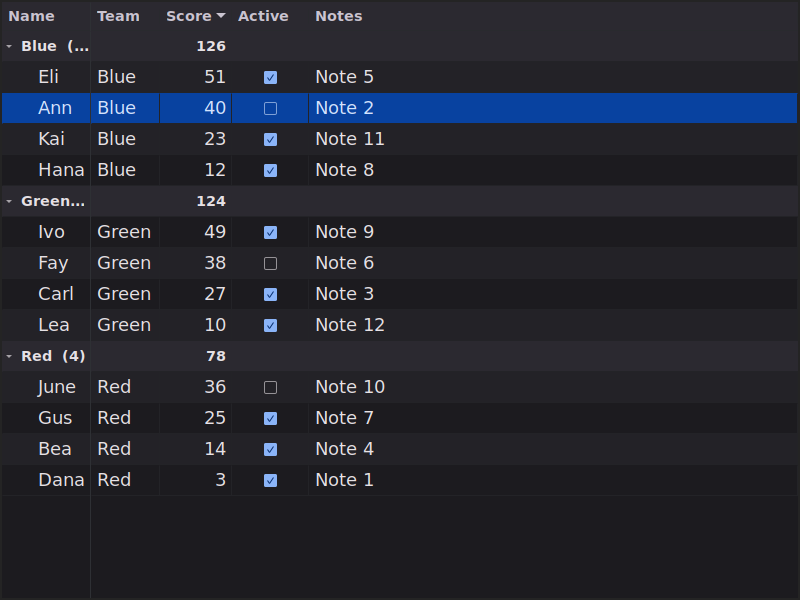 Name Team Score Active Notes
Blue (... 126
Eli Blue 51 Note 5
Ann Blue 40 Note 2
Kai Blue 23 Note 11
Hana Blue 12 Note 8
Green... 124
Ivo Green 49 Note 9
Fay Green 38 Note 6
Carl Green 27 Note 3
Lea Green 10 Note 12
Red (4) 78
June Red 36 Note 10
Gus Red 25 Note 7
Bea Red 14 Note 4
Dana Red 3 Note 1